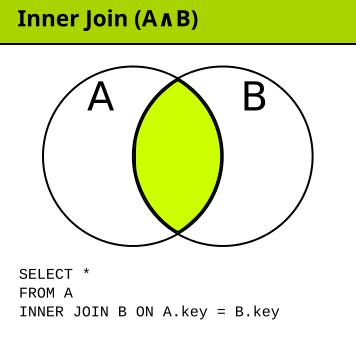 Inner Join (A∧B)
A B
SELECT *
FROM A
INNER JOIN B ON A.key = B.key